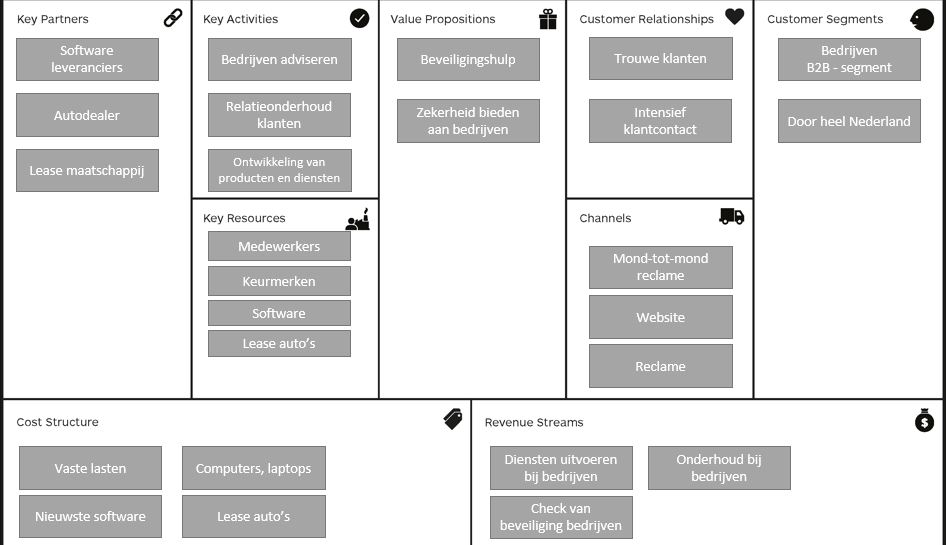 Key Partners
Software
leveranciers
Autodealer
Lease maatschappij
Key Activities
Bedrijven adviseren
Relatieonderhoud
klanten
Ontwikkeling van
producten en diensten
Key Resources
Medewerkers
Keurmerken
Software
Lease auto's
Value Propositions
Beveiligingshulp
Zekerheid bieden
aan bedrijven
Customer Relationships
Trouwe klanten
Intensief
klantcontact
Channels
Mond-tot-mond
reclame
Website
Reclame
Customer Segments
Bedrijven
B2B - segment
Door heel Nederland
Cost Structure
Vaste lasten
Computers, laptops
Nieuwste software
Lease auto's
Revenue Streams
$
Diensten uitvoeren
bij bedrijven
Onderhoud bij
bedrijven
Check van
beveiliging bedrijven